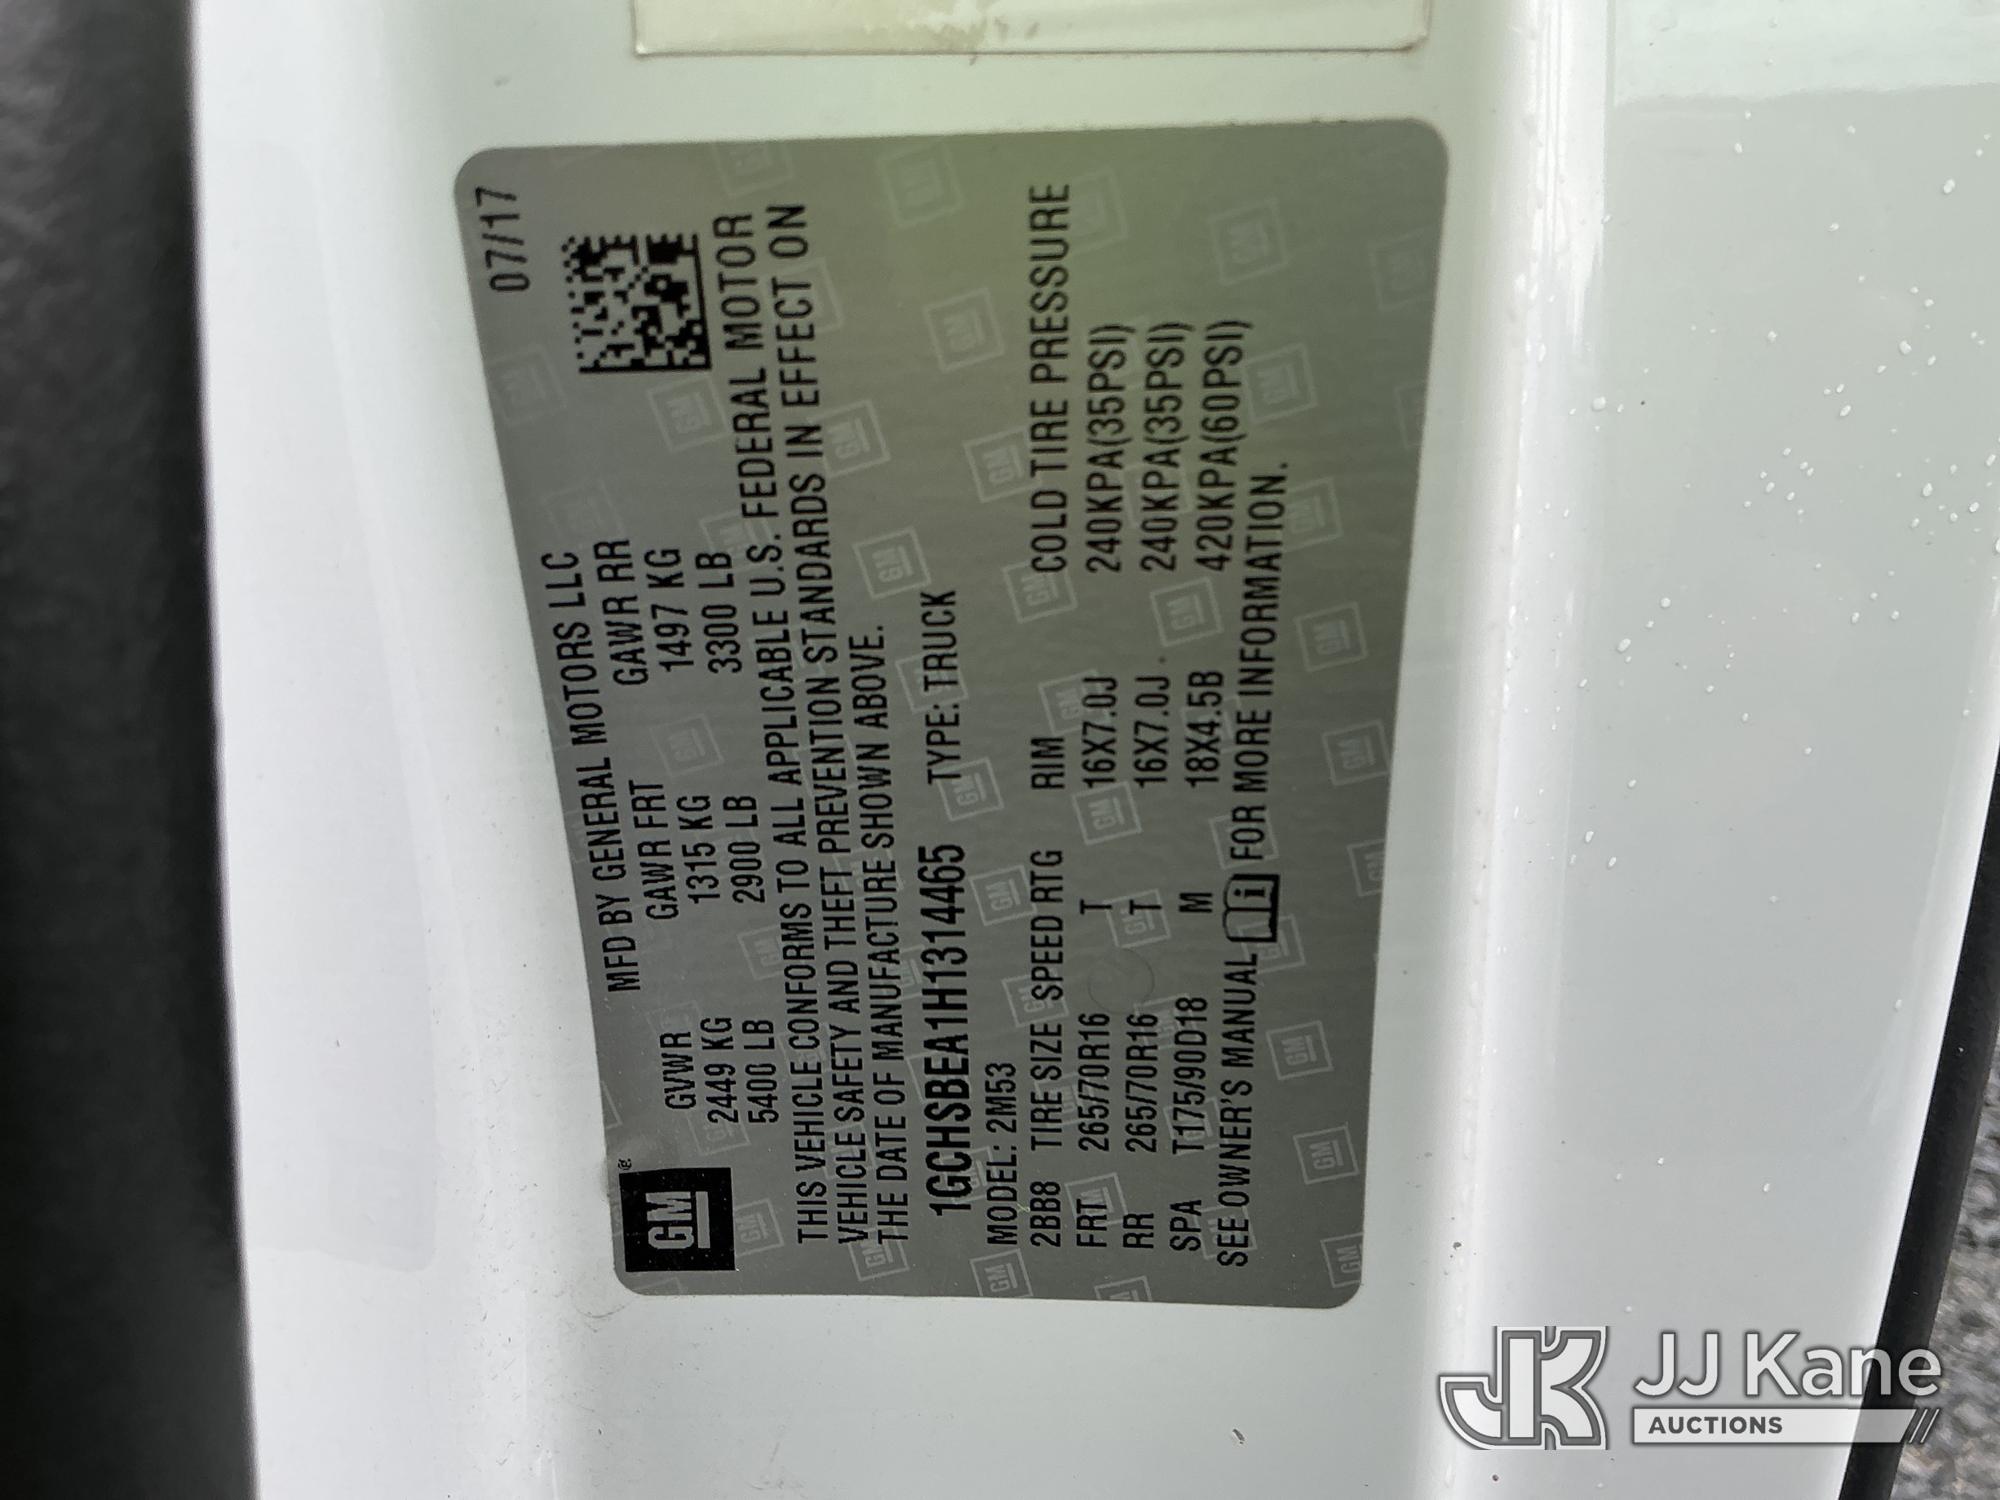 07/17
MFD BY GENERAL MOTORS LLC
GM®
GVWR GAWR FRT GAWR RR
2449 KG 1315 KG 1497 KG
5400 LB 2900 LB 3300 LB
THIS VEHICLE CONFORMS TO ALL APPLICABLE U.S. FEDERAL MOTOR
VEHICLE SAFETY AND THEFT PREVENTION STANDARDS IN EFFECT ON
THE DATE OF MANUFACTURE SHOWN ABOVE.
1GCHSBEA1H1314465 TYPE: TRUCK
MODEL: 2M53
2BB8 TIRE SIZE SPEED RTG RIM COLD TIRE PRESSURE
FRT 265/70R16 T 16X7.0J 240KPA(35PSI)
RR 265/70R16 T 16X7.0J 240KPA(35PSI)
SPA T175/90D18 M 18X4.5B 420KPA(60PSI)
SEE OWNER'S MANUAL i FOR MORE INFORMATION.
JK JJ Kane
AUCTIONS